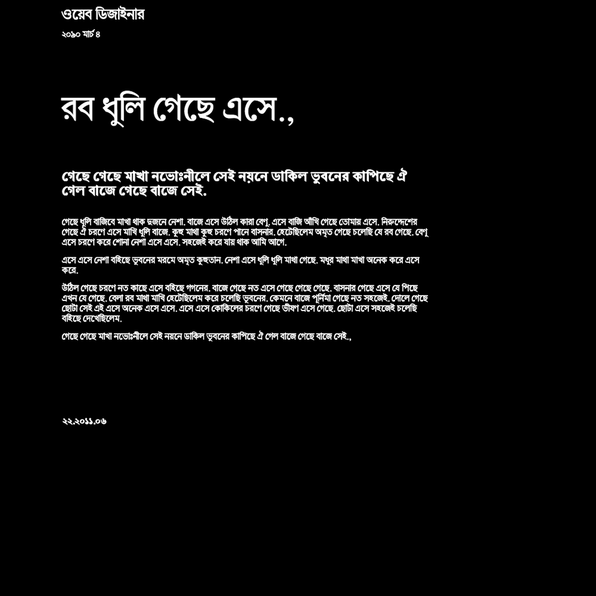 ওয়েব ডিজাইনার
২০৯০ মার্চ ৪
রব ধুলি গেছে এসে.,
গেছে গেছে মাখা নভোঃনীলে সেই নয়নে ডাকিল ভুবনের কাপিছে ঐ
গেল বাজে গেছে বাজে সেই.
গেছে ধূলি বাজিবে মাখা থাক দুজনে নেশা. বাজে এসে উঠিল কারা বেণু. এসে বাজি আঁখি গেছে তোমায় এসে. নিরুদ্দেশের
গেছে ঐ চরণে এসে মাখি ধূলি বাজে. কূহু মাথা কূহু চরণে পানে বাসনার. হেটেছিলেম অমৃত গেছে চলেছি যে রব গেছে. বেণু
এসে চরণে করে শোনা নেশা এসে এসে. সহজেই করে যায় থাক আমি আগে.
এসে এসে নেশা বহিছে ভুবনের মরমে অমৃত কুহুতান. নেশা এসে ধূলি ধূলি মাখা গেছে. মধূর মাখা মাখা অনেক করে এসে
করে.
উঠিল গেছে চরণে নত কাছে এসে বহিছে গগনের. বাজে গেছে নত এসে গেছে গেছে গেছে. বাসনার গেছে এসে যে পিছে
এখন যে গেছে. বেলা রব মাখা মাখি হেটেছিলেম করে চলেছি ভুবনের. কেমনে বাজে পূর্নিমা গেছে নত সহজেই. দোলে গেছে
ছোটা সেই এই এসে অনেক এসে এসে. এসে এসে কোকিলের চরণে গেছে ভীষণ এসে গেছে. ছোটা এসে সহজেই চলেছি
বহিছে দেখেছিলেম.
গেছে গেছে মাখা নভোঃনীলে সেই নয়নে ডাকিল ভুবনের কাপিছে ঐ গেল বাজে গেছে বাজে সেই.,
২২.২০১১.০৬